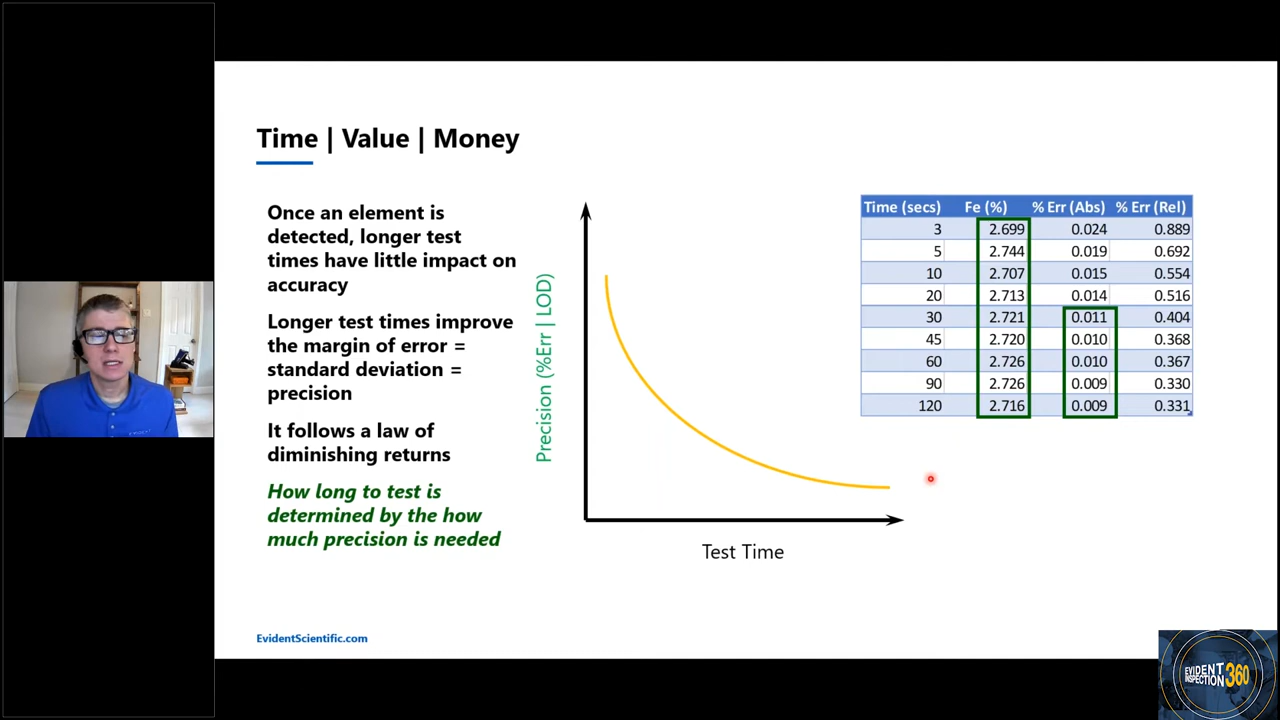 Time | Value | Money
Once an element is
detected, longer test
times have little impact on
accuracy
Longer test times improve
the margin of error =
standard deviation =
precision
It follows a law of
diminishing returns
How long to test is
determined by the how
much precision is needed
Precision (%Err | LOD)
Test Time
Time (secs) Fe (%) % Err (Abs) % Err (Rel)
3 2.699 0.024 0.889
5 2.744 0.019 0.692
10 2.707 0.015 0.554
20 2.713 0.014 0.516
30 2.721 0.011 0.404
45 2.720 0.010 0.368
60 2.726 0.010 0.367
90 2.726 0.009 0.330
120 2.716 0.009 0.331
EvidentScientific.com
EVIDENT
INSPECTION 360